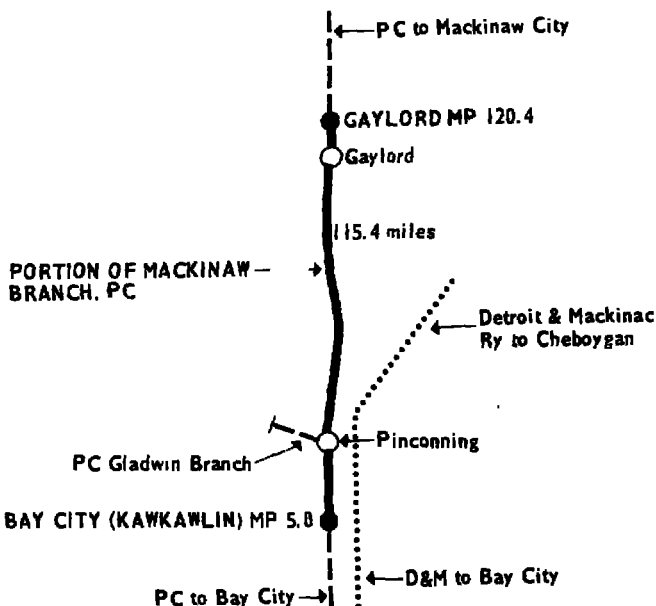 PC to Mackinaw City
GAYLORD MP 120.4
Gaylord
115.4 miles
PORTION OF MACKINAW
BRANCH, PC
Detroit & Mackinac
Ry to Cheboygan
Pinconning
PC Gladwin Branch
BAY CITY (KAWKAWLIN) MP 5.8
D&M to Bay City
PC to Bay City